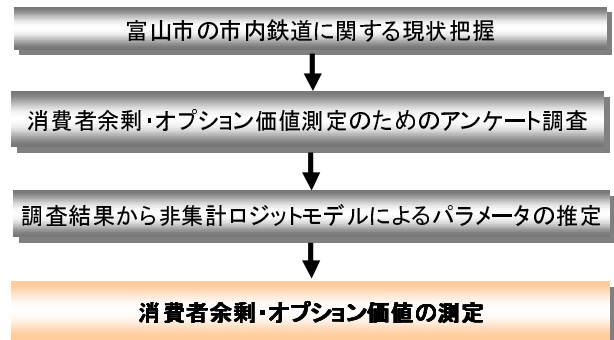 富山市の市内鉄道に関する現状把握
消費者余剰・オプション価値測定のためのアンケート調査
調査結果から非集計ロジットモデルによるパラメータの推定
消費者余剰・オプション価値の測定